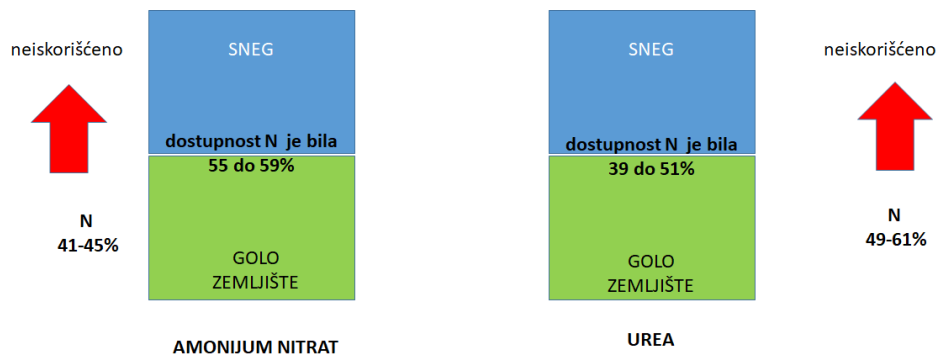 neiskorišćeno
SNEG
dostupnost N je bila
55 do 59%
N
41-45%
GOLO
ZEMLJIŠTE
AMONIJUM NITRAT
SNEG
neiskorišćeno
dostupnost N je bila
39 do 51%
N
49-61%
GOLO
ZEMLJIŠTE
UREA